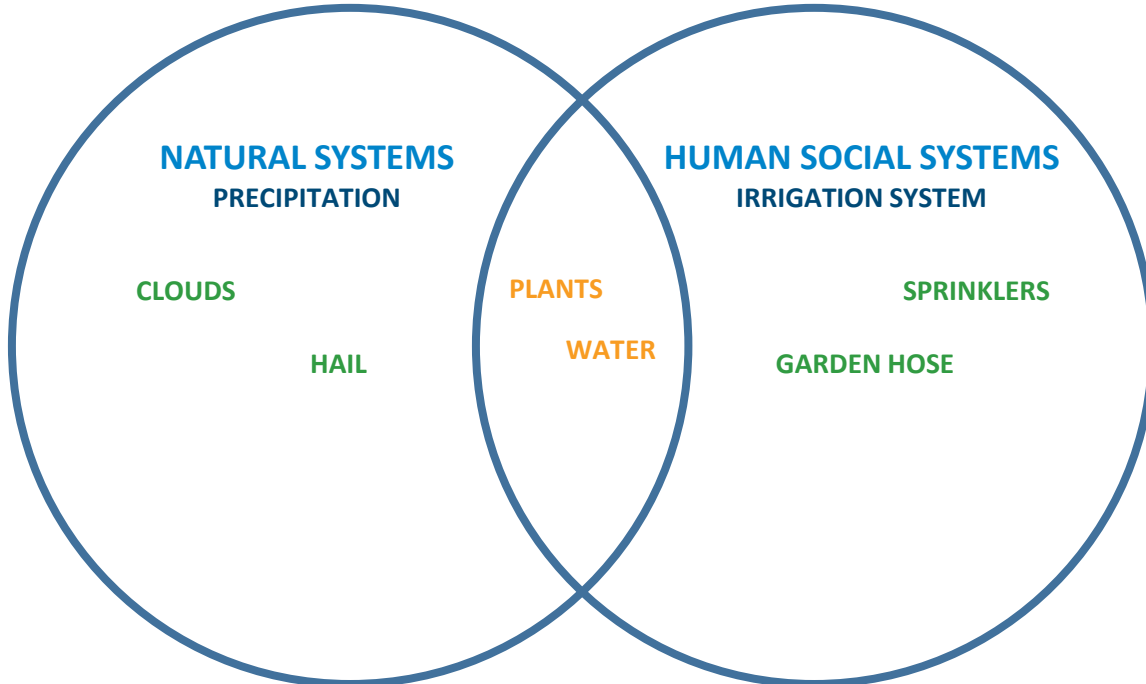 NATURAL SYSTEMS
PRECIPITATION
CLOUDS
HAIL
PLANTS
WATER
HUMAN SOCIAL SYSTEMS
IRRIGATION SYSTEM
SPRINKLERS
GARDEN HOSE